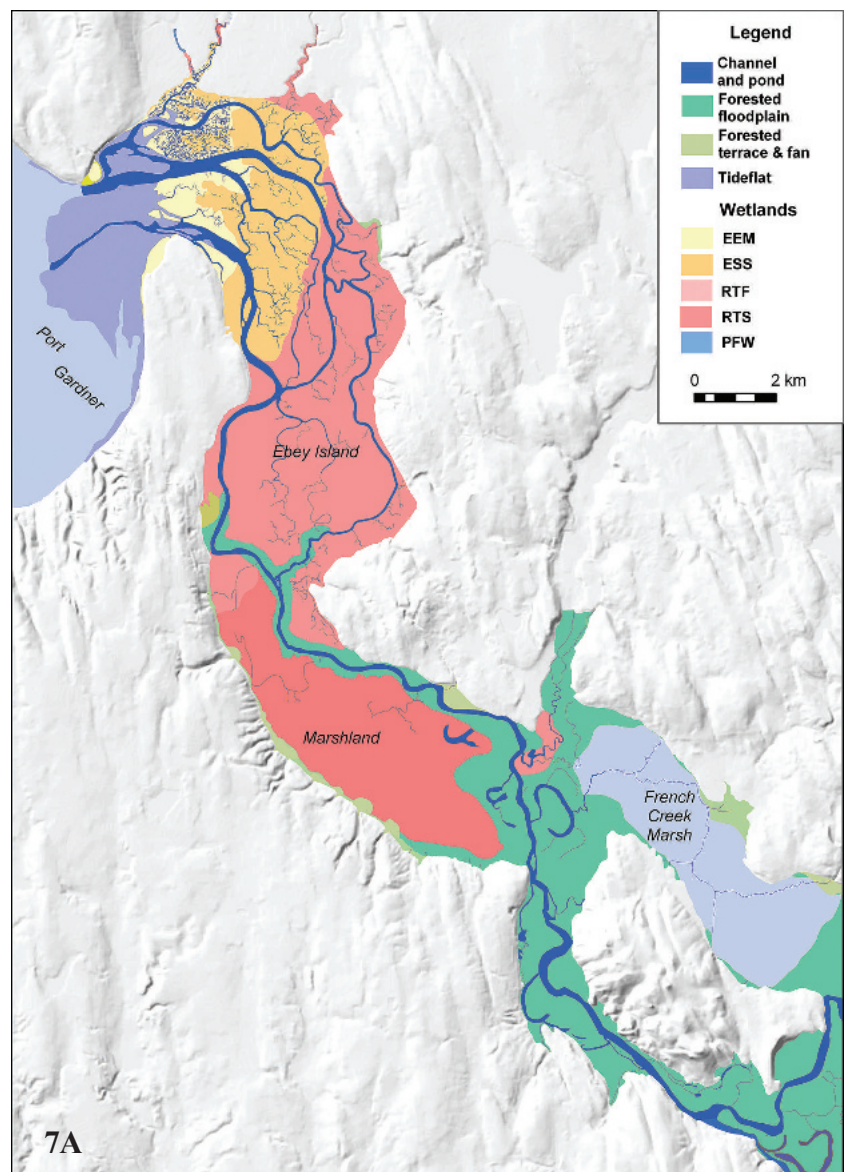 Legend
Channel
and pond
Forested
floodplain
Forested
terrace & fan
Tideflat
Wetlands
EEM
ESS
RTF
RTS
PFW
0 2 km
Port
Gardner
Ebey Island
Marshland
French
Creek
Marsh
7A